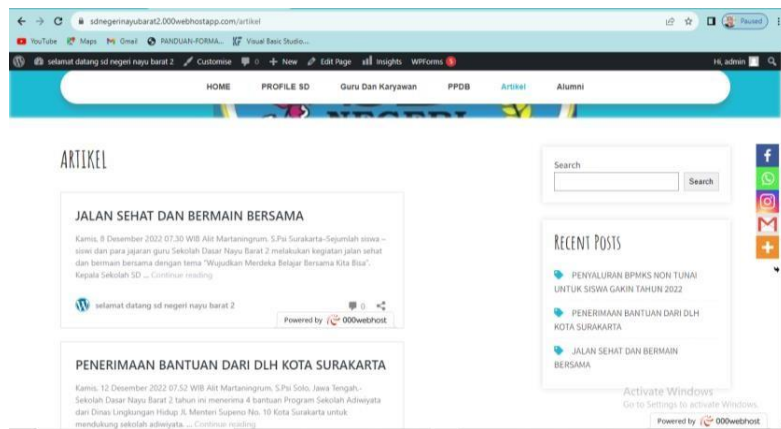 sdnegerinayubarat2.000webhostapp.com/artikel
Paused
YouTube Maps Gmail PANDUAN-FORMA... Visual Basic Studio...
selamat datang sd negeri nayu barat 2 Customise 0 New Edit Page Insights WPForms Hi, admin
HOME PROFILE SD Guru Dan Karyawan PPDB Artikel Alumni
NEGERI
ARTIKEL
JALAN SEHAT DAN BERMAIN BERSAMA
Kamis, 8 Desember 2022 07.30 WIB Alit Martaningrum, S.Psi Surakarta–Sejumlah siswa –
siswi dan para jajaran guru Sekolah Dasar Nayu Barat 2 melakukan kegiatan jalan sehat
dan bermain bersama dengan tema "Wujudkan Merdeka Belajar Bersama Kita Bisa".
Kepala Sekolah SD ... Continue reading
selamat datang sd negeri nayu barat 2 0
Powered by 000webhost
PENERIMAAN BANTUAN DARI DLH KOTA SURAKARTA
Kamis, 12 Desember 2022 07.52 WIB Alit Martaningrum, S.Psi Solo, Jawa Tengah.-
Sekolah Dasar Nayu Barat 2 tahun ini menerima 4 bantuan Program Sekolah Adiwiyata
dari Dinas Lingkungan Hidup Jl. Menteri Supeno No. 10 Kota Surakarta untuk
mendukung sekolah adiwiyata. ... Continue reading
Search
Search
RECENT POSTS
PENYALURAN BPMKS NON TUNAI
UNTUK SISWA GAKIN TAHUN 2022
PENERIMAAN BANTUAN DARI DLH
KOTA SURAKARTA
JALAN SEHAT DAN BERMAIN
BERSAMA
Activate Windows
Go to Settings to activate Windows.
Powered by 000webhost